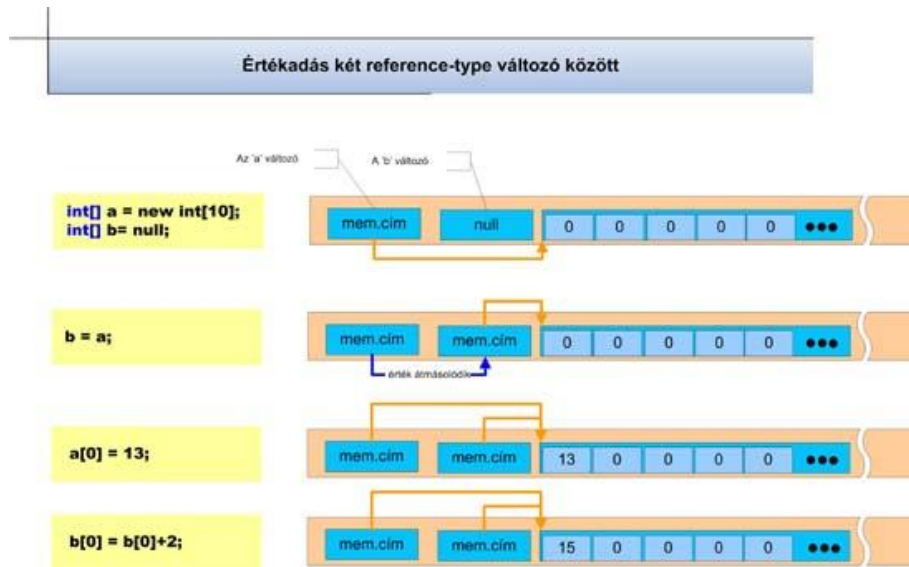 Értékadás két reference-type változó között
Az 'a' változó
A 'b' változó
int[] a = new int[10];
int[] b= null;
mem.cím null 0 0 0 0 0
b = a;
mem.cím mem.cím 0 0 0 0 0
érték átmásolódik
a[0] = 13;
mem.cím mem.cím 13 0 0 0 0
b[0] = b[0]+2;
mem.cím mem.cím 15 0 0 0 0